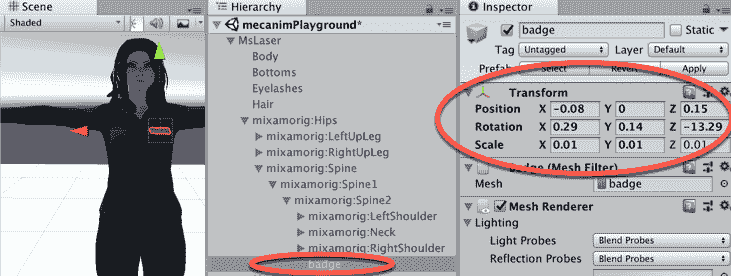 Scene
Shaded
Hierarchy
Create
mecanimPlayground*
MsLaser
Body
Bottoms
Eyelashes
Hair
mixamorig:Hips
mixamorig:LeftUpLeg
mixamorig:RightUpLeg
mixamorig:Spine
mixamorig:Spine1
mixamorig:Spine2
mixamorig:LeftShoulder
mixamorig:Neck
mixamorig:RightShoulder
badge
Inspector
badge Static
Tag Untagged Layer Default
Prefab Select Revert Apply
Transform
Position X -0.08 Y 0 Z 0.15
Rotation X 0.29 Y 0.14 Z -13.29
Scale X 0.01 Y 0.01 Z 0.01
badge (Mesh Filter)
Mesh badge
Mesh Renderer
Lighting
Light Probes Blend Probes
Reflection Probes Blend Probes